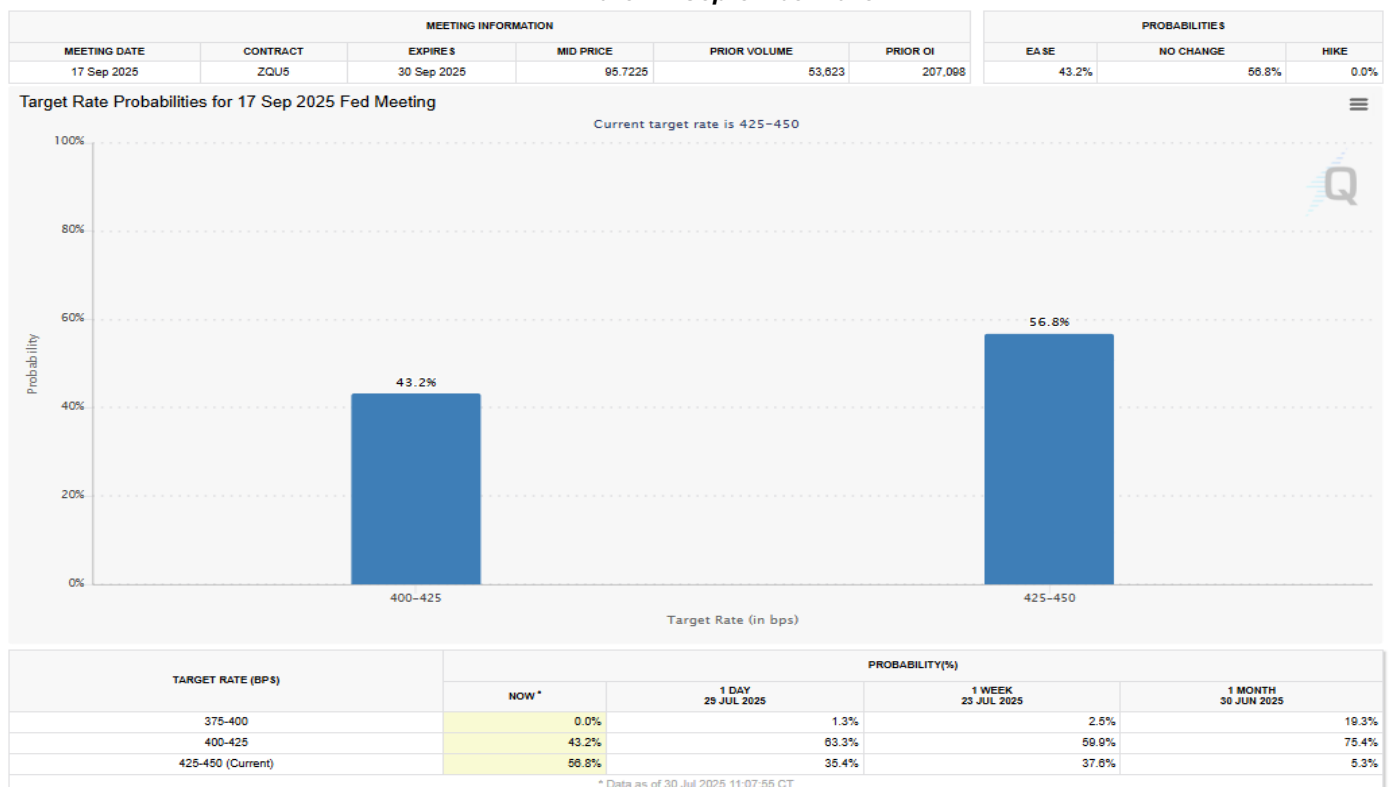 MEETING INFORMATION
PROBABILITIES
MEETING DATE CONTRACT EXPIRES MID PRICE PRIOR VOLUME PRIOR OI EASE NO CHANGE HIKE
17 Sep 2025 ZQU5 30 Sep 2025 95.7225 53,623 207,098 43.2% 56.8% 0.0%
Target Rate Probabilities for 17 Sep 2025 Fed Meeting
Current target rate is 425–450
100%
80%
60%
40%
20%
0%
Probability
Q
43.2%
56.8%
400–425
425–450
Target Rate (in bps)
TARGET RATE (BPS)
PROBABILITY(%)
NOW *
1 DAY
29 JUL 2025
1 WEEK
23 JUL 2025
1 MONTH
30 JUN 2025
375-400 0.0% 1.3% 2.5% 19.3%
400-425 43.2% 63.3% 59.9% 75.4%
425-450 (Current) 56.8% 35.4% 37.6% 5.3%
* Data as of 30 Jul 2025 11:07:55 CT